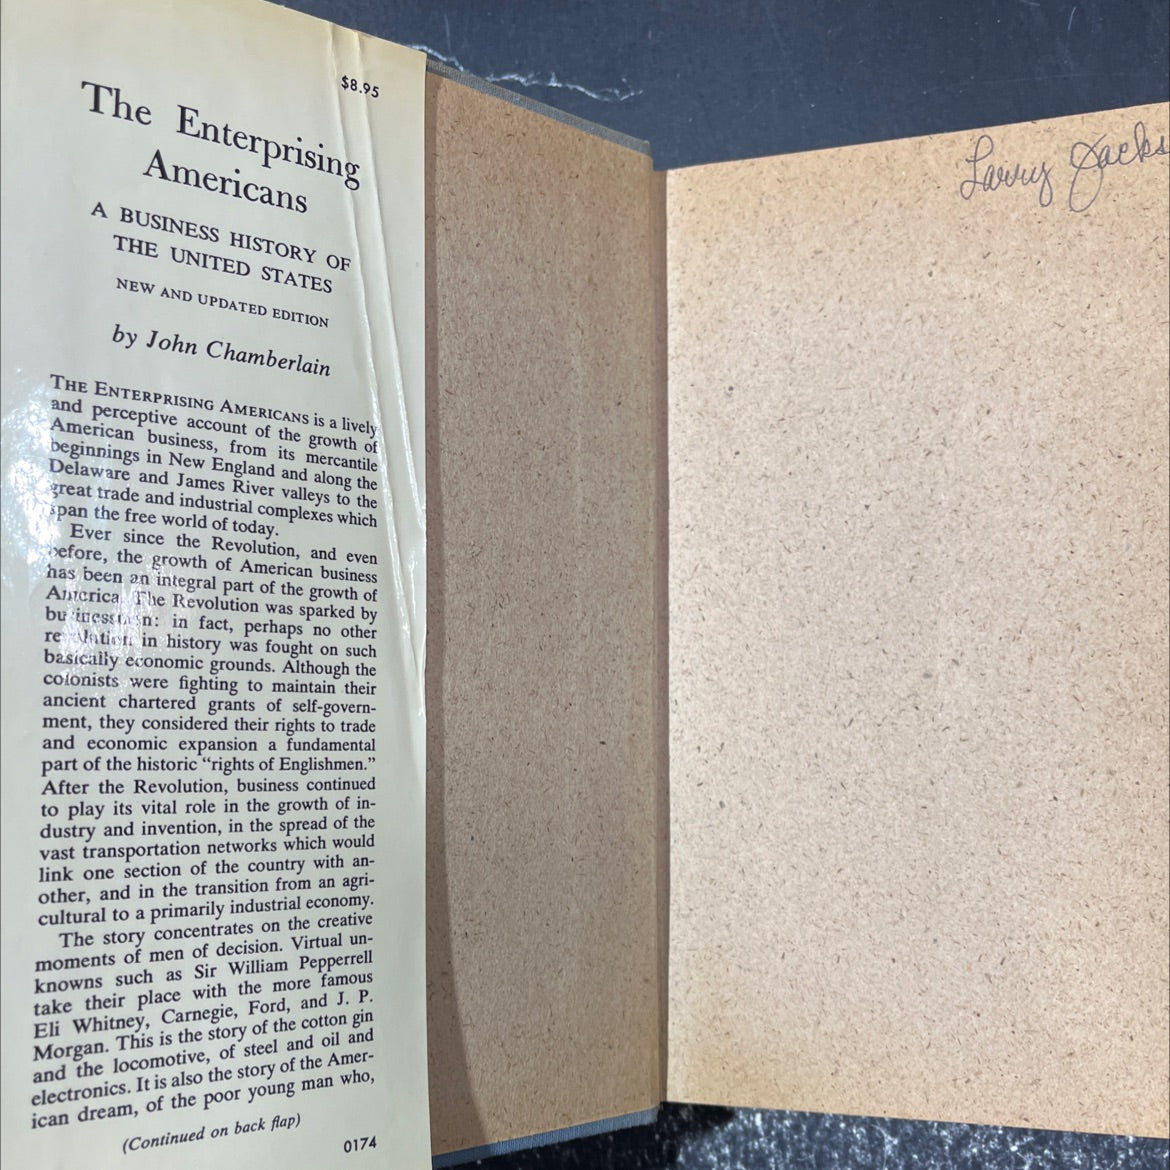 $8.95
The Enterprising
Americans
A BUSINESS HISTORY OF
THE UNITED STATES
NEW AND UPDATED EDITION
by John Chamberlain
THE ENTERPRISING AMERICANS is a lively
and perceptive account of the growth of
American business, from its mercantile
beginnings in New England and along the
Delaware and James River valleys to the
great trade and industrial complexes which
span the free world of today.
Ever since the Revolution, and even
before, the growth of American business
has been an integral part of the growth of
America. The Revolution was sparked by
businessmen: in fact, perhaps no other
revolution in history was fought on such
basically economic grounds. Although the
colonists were fighting to maintain their
ancient chartered grants of self-govern-
ment, they considered their rights to trade
and economic expansion a fundamental
part of the historic “rights of Englishmen.”
After the Revolution, business continued
to play its vital role in the growth of in-
dustry and invention, in the spread of the
vast transportation networks which would
link one section of the country with an-
other, and in the transition from an agri-
cultural to a primarily industrial economy.
The story concentrates on the creative
moments of men of decision. Virtual un-
knowns such as Sir William Pepperrell
take their place with the more famous
Eli Whitney, Carnegie, Ford, and J. P.
Morgan. This is the story of the cotton gin
and the locomotive, of steel and oil and
electronics. It is also the story of the Amer-
ican dream, of the poor young man who,
(Continued on back flap)
0174
Larry Jacks